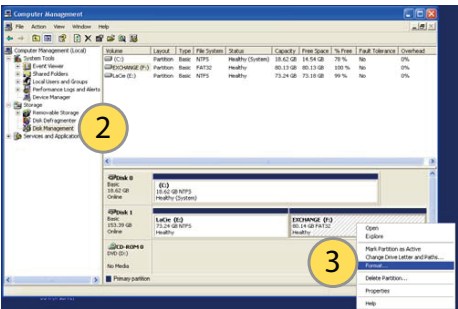 Computer Management
File Action View Window Help
Computer Management (Local)
System Tools
Event Viewer
Shared Folders
Local Users and Groups
Performance Logs and Alerts
Device Manager
Storage
Removable Storage
Disk Defragmenter
Disk Management
Services and Applications
2
Volume Layout Type File System Status Capacity Free Space % Free Fault Tolerance Overhead
(C:) Partition Basic NTFS Healthy (System) 18.62 GB 14.54 GB 78 % No 0%
EXCHANGE (F:) Partition Basic FAT32 Healthy 80.13 GB 80.13 GB 100 % No 0%
LaCie (E:) Partition Basic NTFS Healthy 73.24 GB 73.18 GB 99 % No 0%
Disk 0
Basic
18.62 GB
Online
(C:)
18.62 GB NTFS
Healthy (System)
Disk 1
Basic
153.39 GB
Online
LaCie (E:)
73.24 GB NTFS
Healthy
EXCHANGE (F:)
80.14 GB FAT32
Healthy
CD-ROM 0
DVD (D:)
No Media
Primary partition
3
Open
Explore
Mark Partition as Active
Change Drive Letter and Paths...
Format...
Delete Partition...
Properties
Help